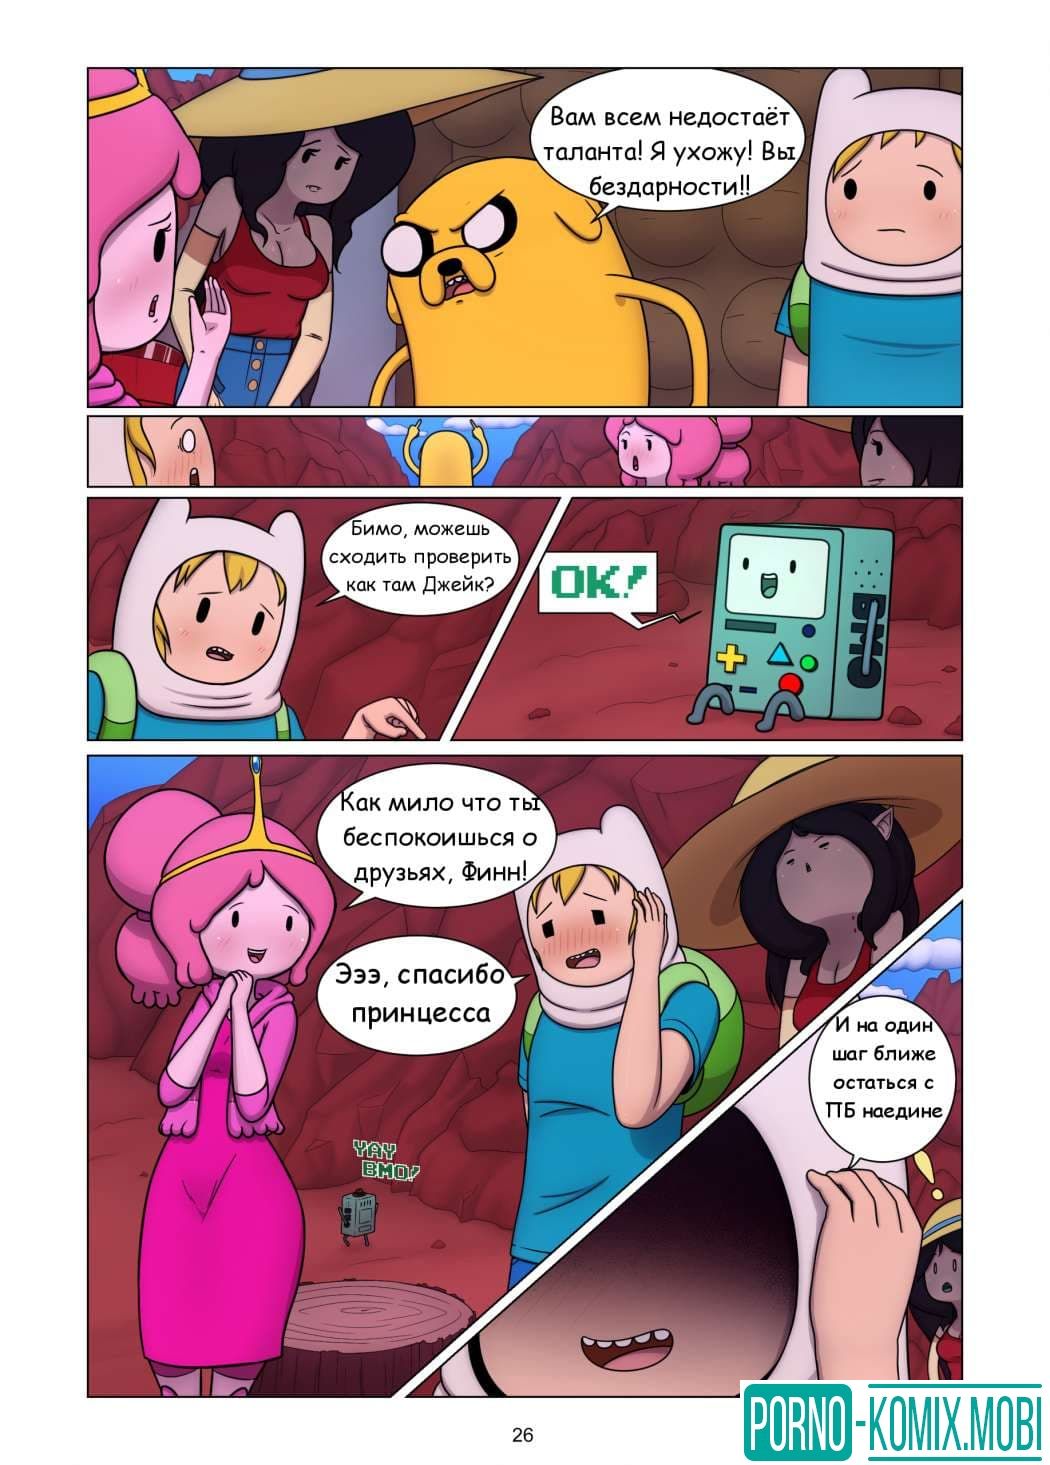 Вам всем недостаёт
таланта! Я ухожу! Вы
бездарности!!
Бимо, можешь
сходить проверить
как там Джейк?
OK!
BMO
Как мило что ты
беспокоишься о
друзьях, Финн!
Эээ, спасибо
принцесса
YAY
BMO!
И на один
шаг ближе
остаться с
ПБ наедине
!
26
PORNO-KOMIX.MOBI